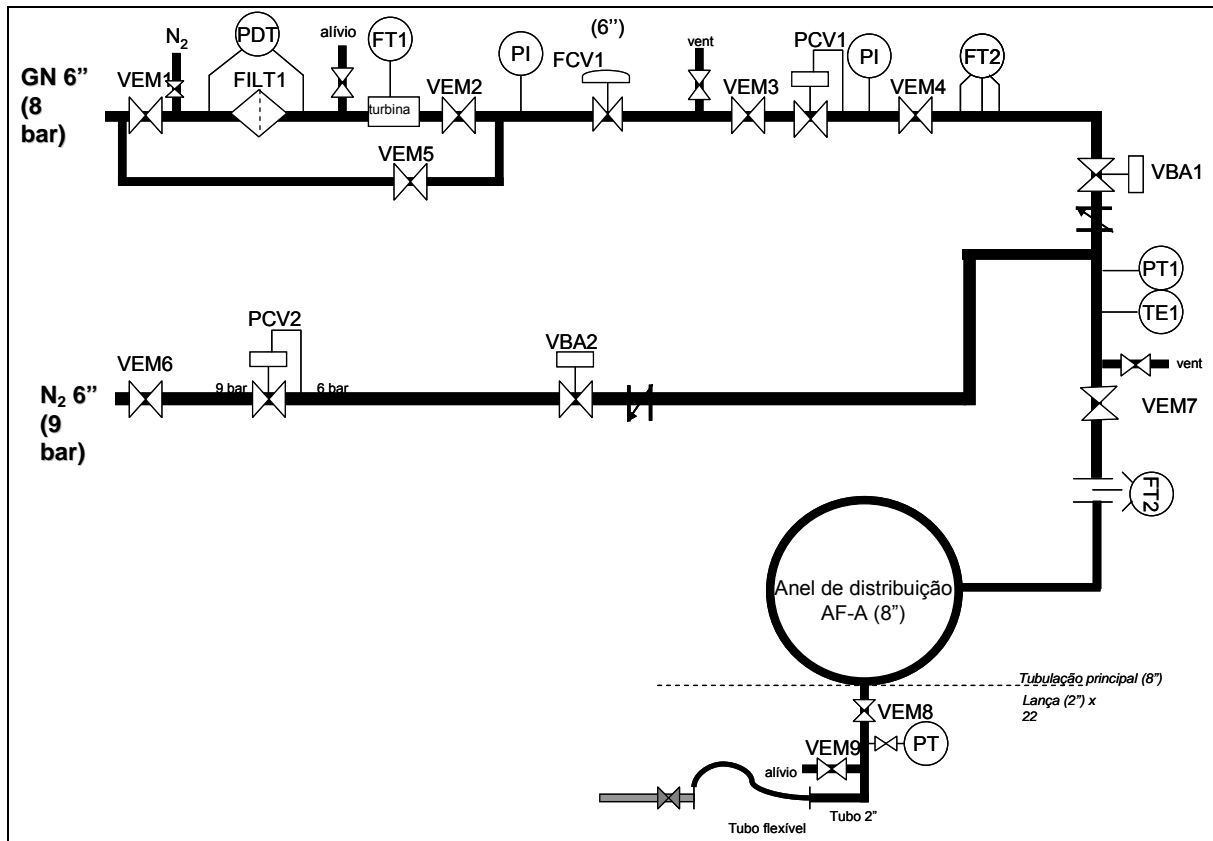 N2
PDT
alívio
FT1
(6")
vent
PCV1
GN 6"
(8
bar)
VEM1
FILT1
turbina
VEM2
PI
FCV1
VEM3
PI
VEM4
FT2
VEM5
VBA1
PT1
TE1
PCV2
VBA2
VEM6
9 bar
6 bar
vent
N2 6"
(9
bar)
VEM7
FT2
Anel de distribuição
AF-A (8")
Tubulação principal (8")
Lança (2") x
22
VEM8
PT
VEM9
alívio
Tubo 2"
Tubo flexível